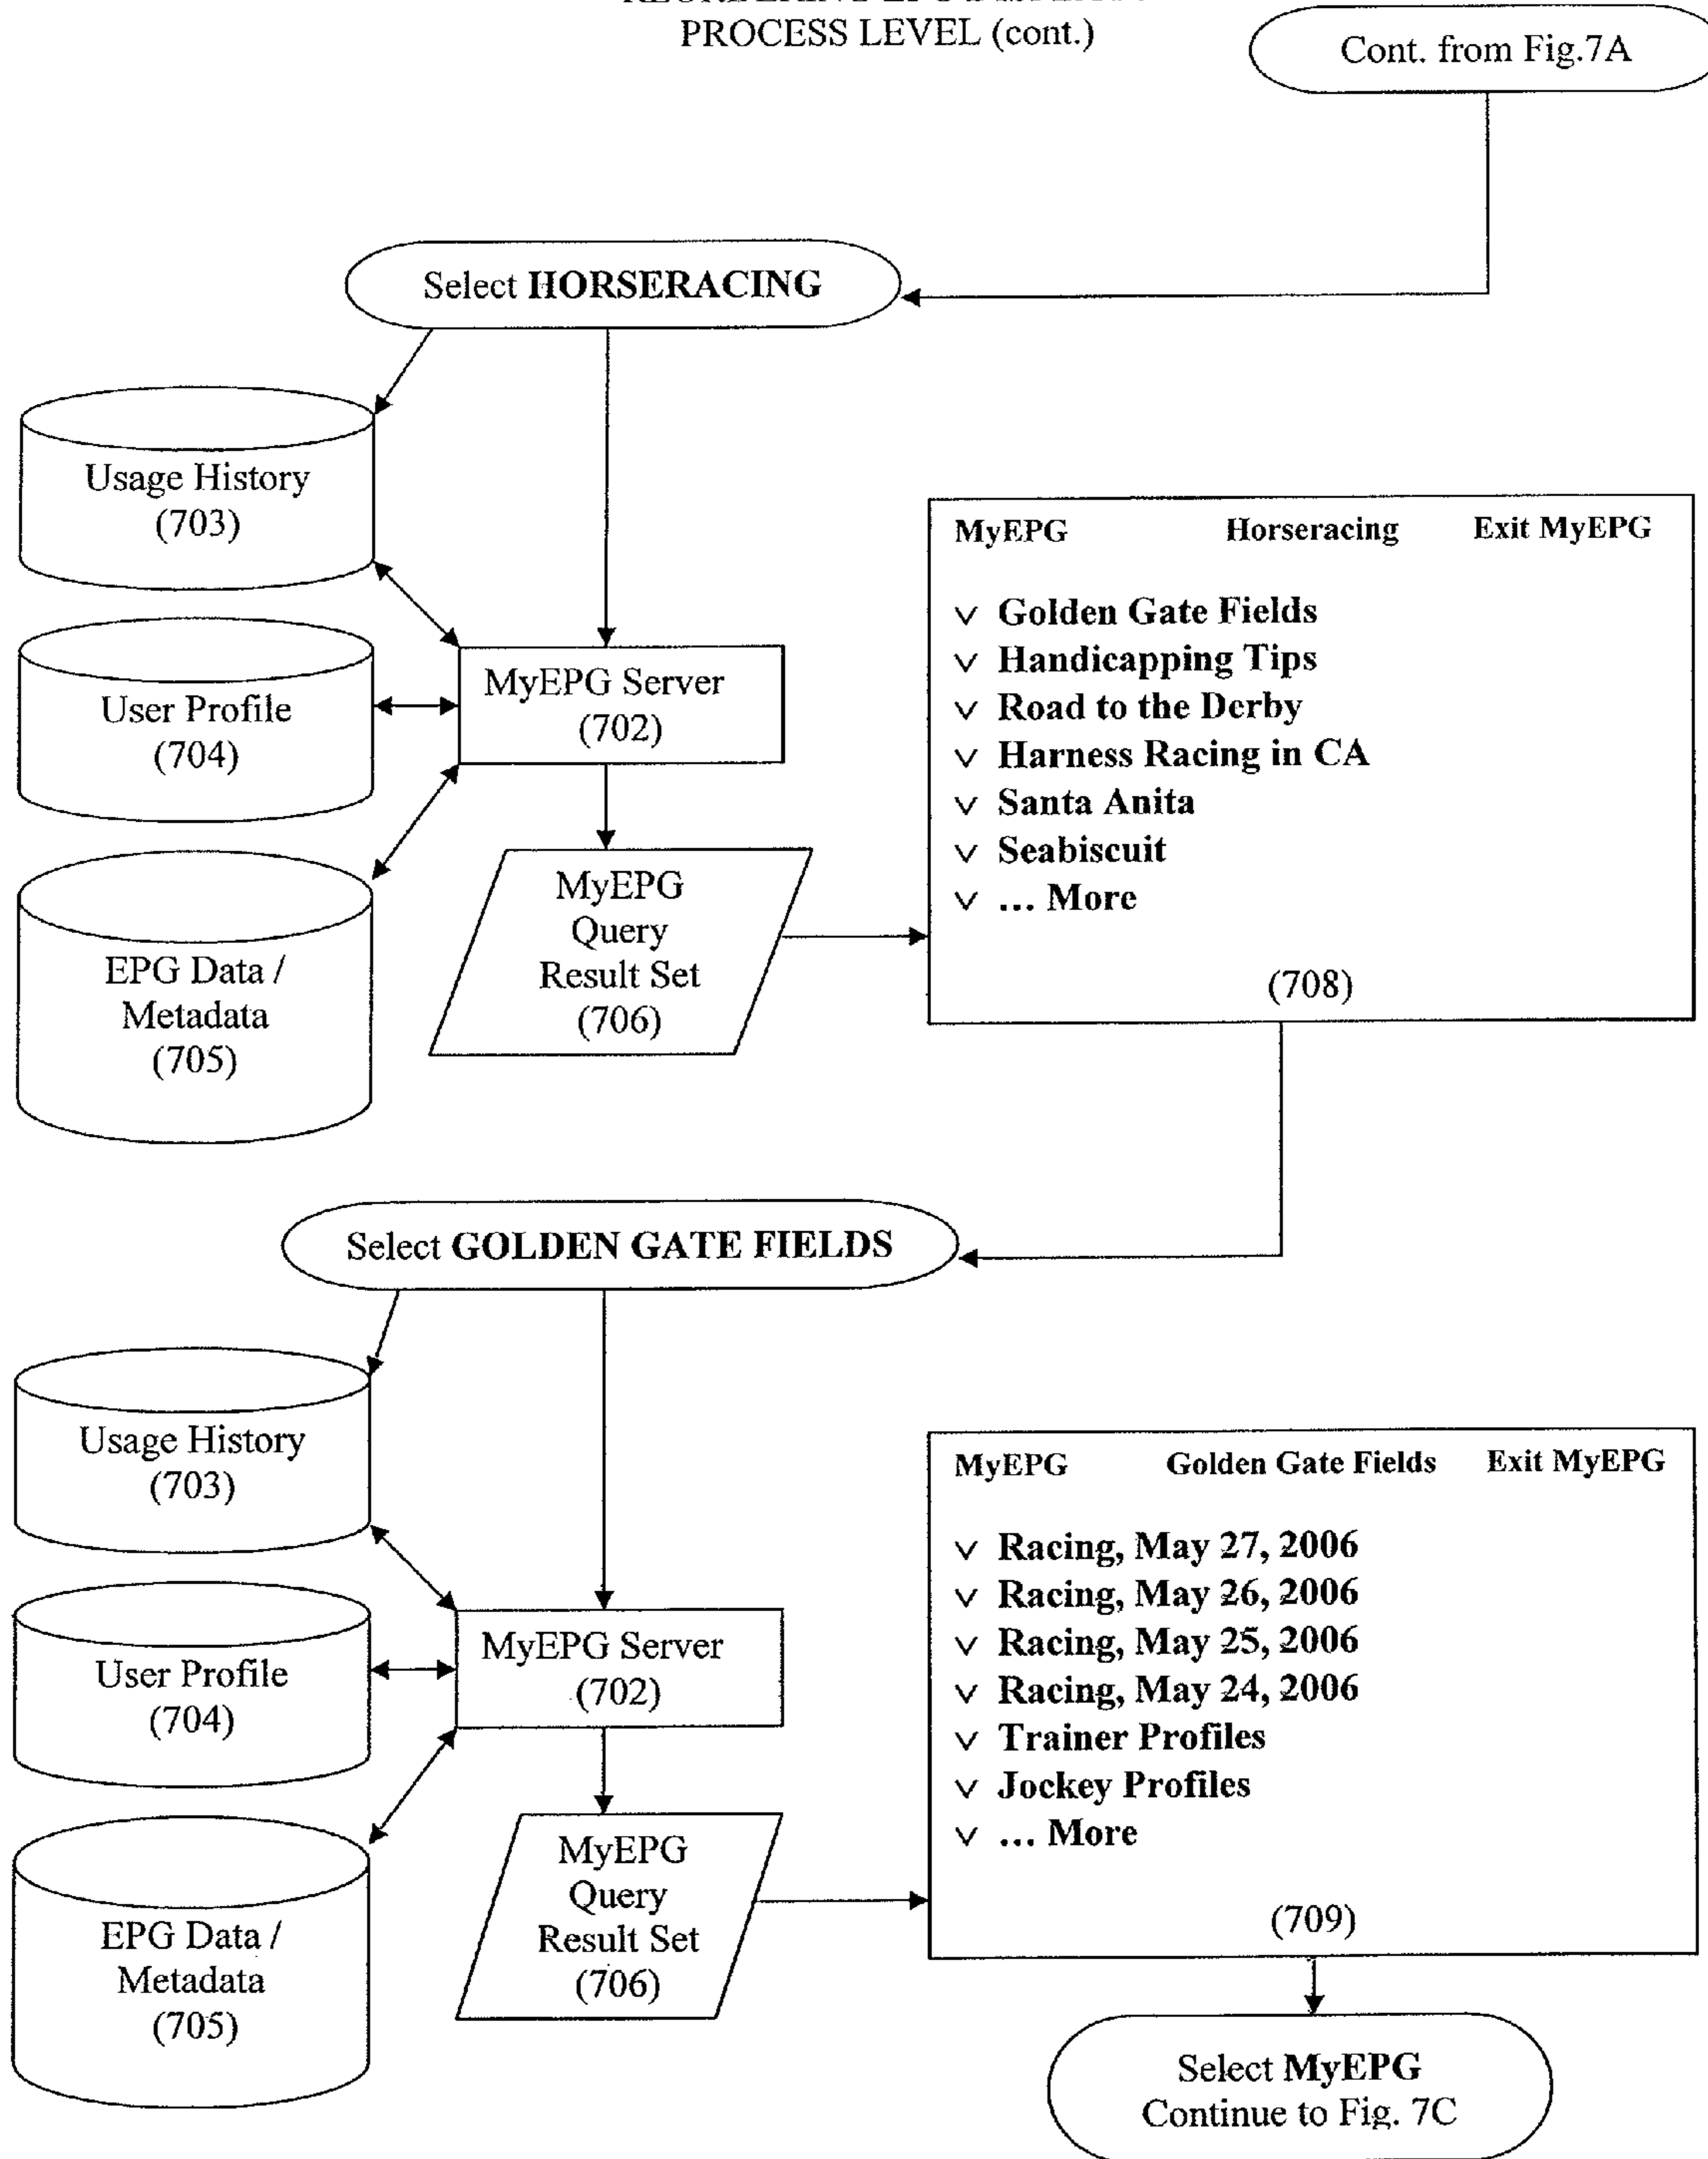 PROCESS LEVEL (cont.)
Cont. from Fig.7A
Select HORSERACING
Usage History
(703)
User Profile
(704)
EPG Data /
Metadata
(705)
MyEPG Server
(702)
MyEPG
Query
Result Set
(706)
MyEPG Horseracing Exit MyEPG
v Golden Gate Fields
v Handicapping Tips
v Road to the Derby
v Harness Racing in CA
v Santa Anita
v Seabiscuit
v ... More
(708)
Select GOLDEN GATE FIELDS
Usage History
(703)
User Profile
(704)
EPG Data /
Metadata
(705)
MyEPG Server
(702)
MyEPG
Query
Result Set
(706)
MyEPG Golden Gate Fields Exit MyEPG
v Racing, May 27, 2006
v Racing, May 26, 2006
v Racing, May 25, 2006
v Racing, May 24, 2006
v Trainer Profiles
v Jockey Profiles
v ... More
(709)
Select MyEPG
Continue to Fig. 7C